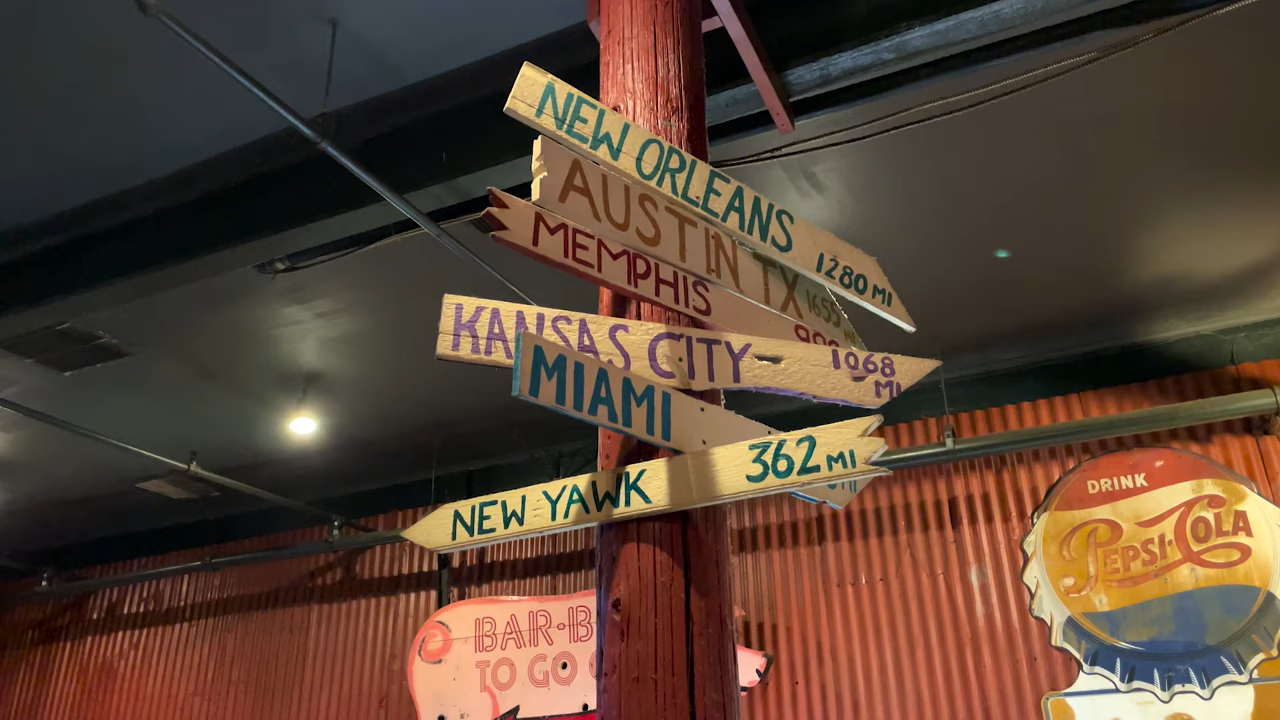 NEW ORLEANS 1280 MI
AUSTIN TX 1655
MEMPHIS
KANSAS CITY 1068 MI
MIAMI
NEW YAWK 362 MI
BAR-B
TO GO
DRINK
PEPSI-COLA